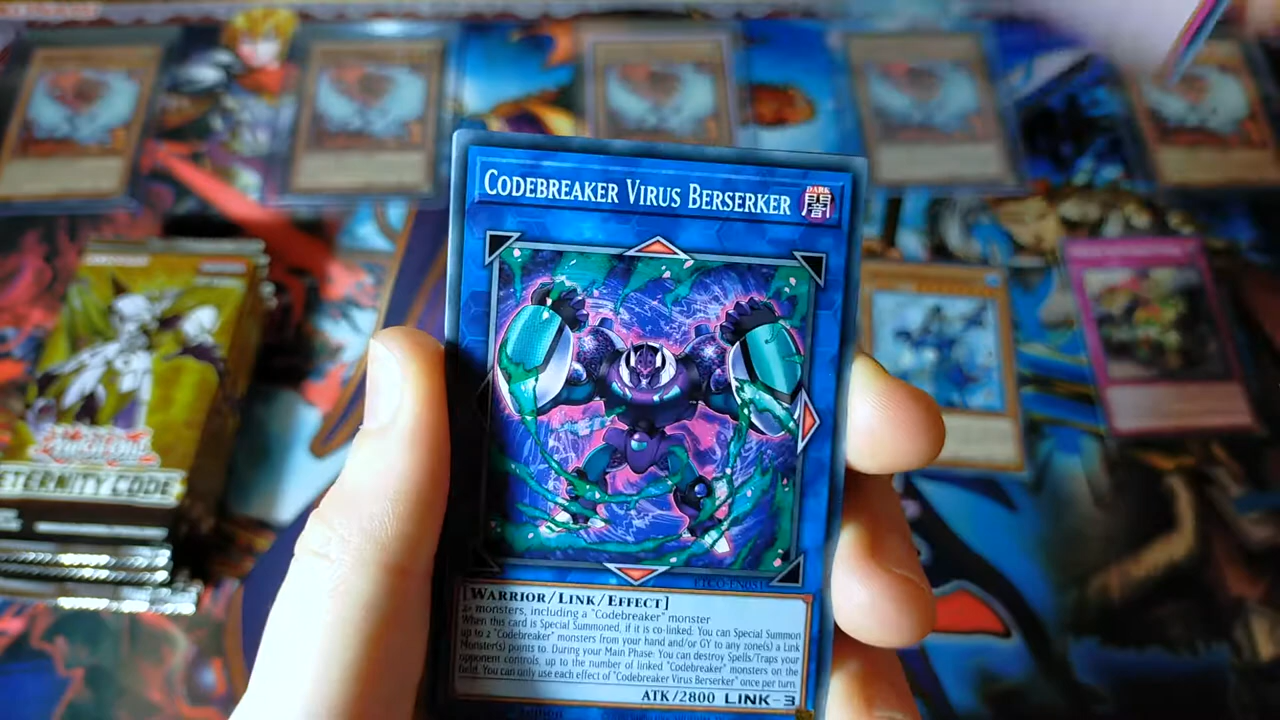 CODEBREAKER VIRUS BERSERKER
DARK
闇
ETERNITY CODE
[WARRIOR/LINK/EFFECT]
2+ monsters, including a "Codebreaker" monster
When this card is Special Summoned, if it is co-linked: You can Special Summon
up to 2 "Codebreaker" monsters from your hand and/or GY to any zone(s) a Link
Monster(s) points to. During your Main Phase: You can destroy Spells/Traps your
opponent controls, up to the number of linked "Codebreaker" monsters on the
field. You can only use each effect of "Codebreaker Virus Berserker" once per turn.
ATK/2800 LINK-3